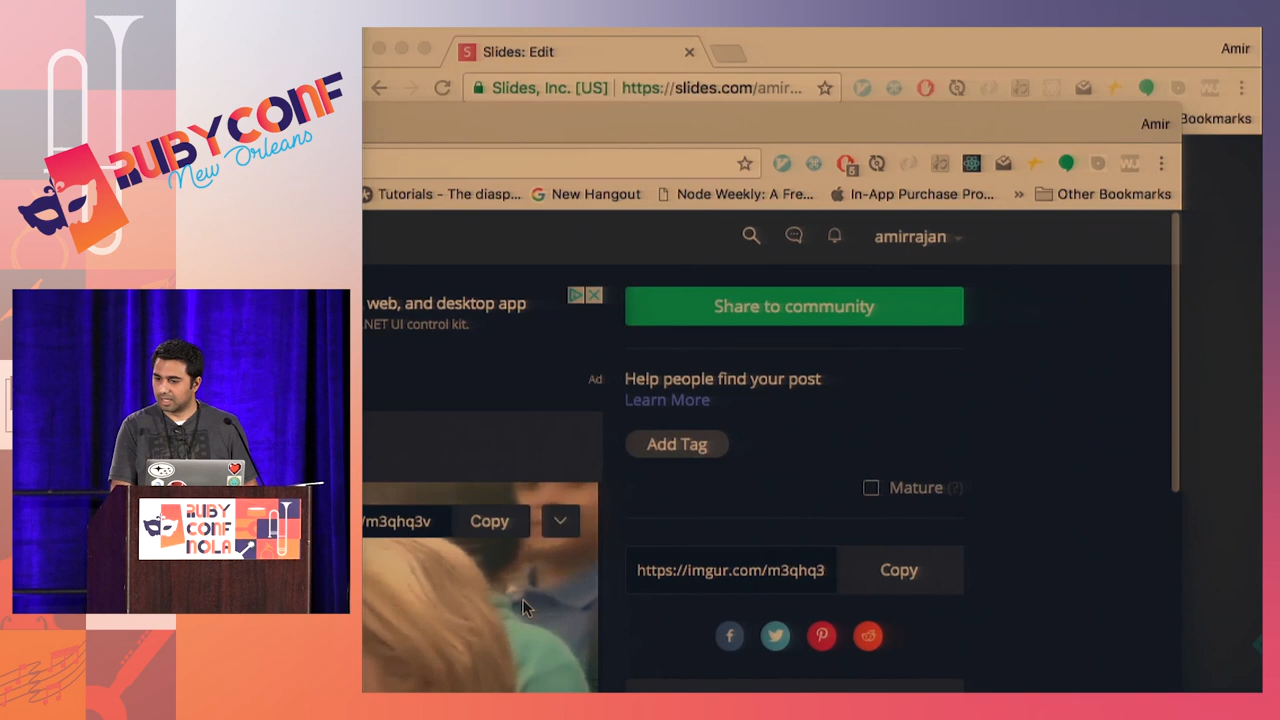 RUBYCONF
New Orleans
RUBY
CONF
NOLA
S Slides: Edit
Amir
Slides, Inc. [US] | https://slides.com/amir...
Bookmarks
Amir
5
Tutorials - The diasp... New Hangout Node Weekly: A Fre... In-App Purchase Pro... » Other Bookmarks
amirrajan
web, and desktop app
.NET UI control kit.
Ad
Share to community
Help people find your post
Learn More
Add Tag
Mature (?)
/m3qhq3v Copy
https://imgur.com/m3qhq3 Copy